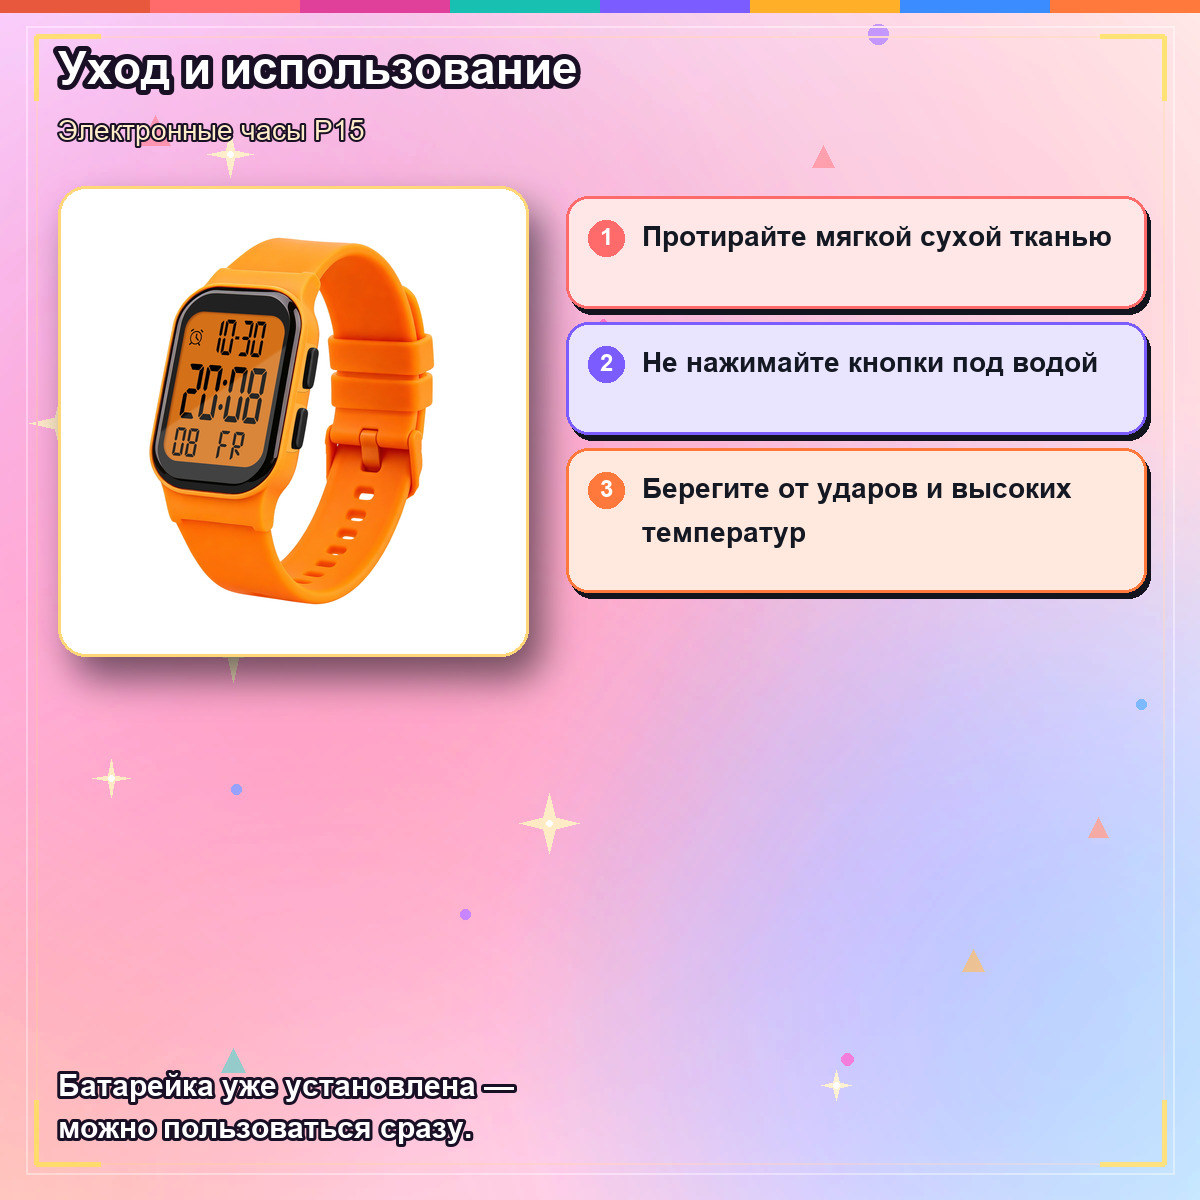 Уход и использование
Электронные часы P15
10:30
20:08
08 FR
1 Протирайте мягкой сухой тканью
2 Не нажимайте кнопки под водой
3 Берегите от ударов и высоких
температур
Батарейка уже установлена —
можно пользоваться сразу.